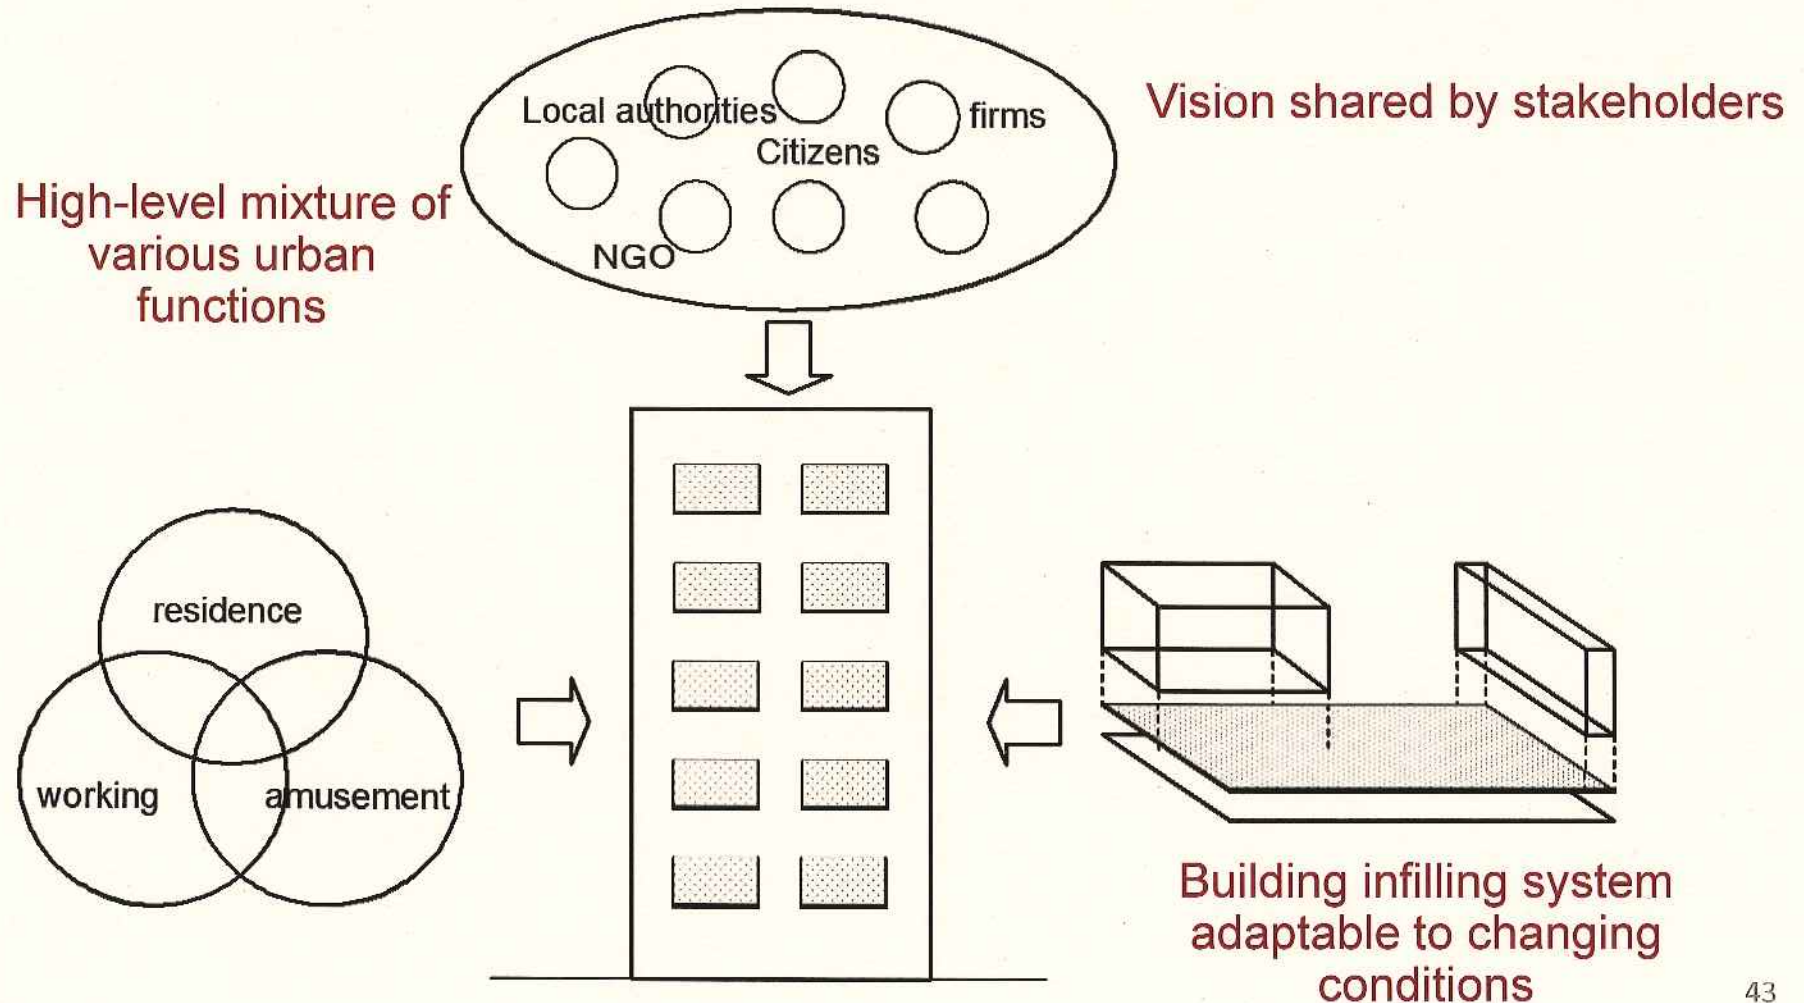 Local authorities
Citizens
firms
NGO
Vision shared by stakeholders
High-level mixture of
various urban
functions
residence
working
amusement
Building infilling system
adaptable to changing
conditions
43